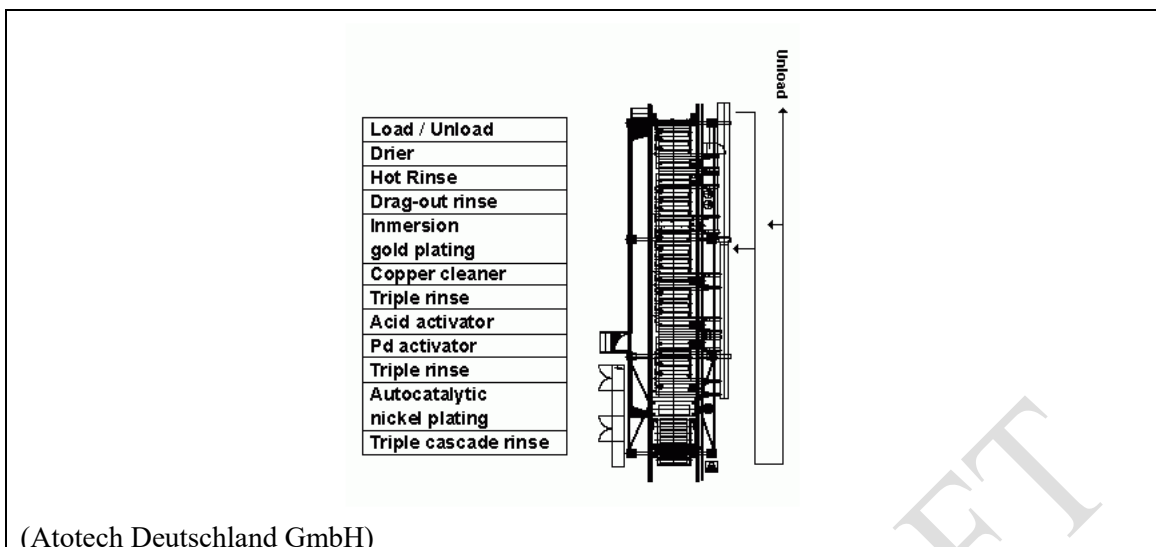 Unload
Load / Unload
Drier
Hot Rinse
Drag-out rinse
Inmersion
gold plating
Copper cleaner
Triple rinse
Acid activator
Pd activator
Triple rinse
Autocatalytic
nickel plating
Triple cascade rinse
(Atotech Deutschland GmbH)